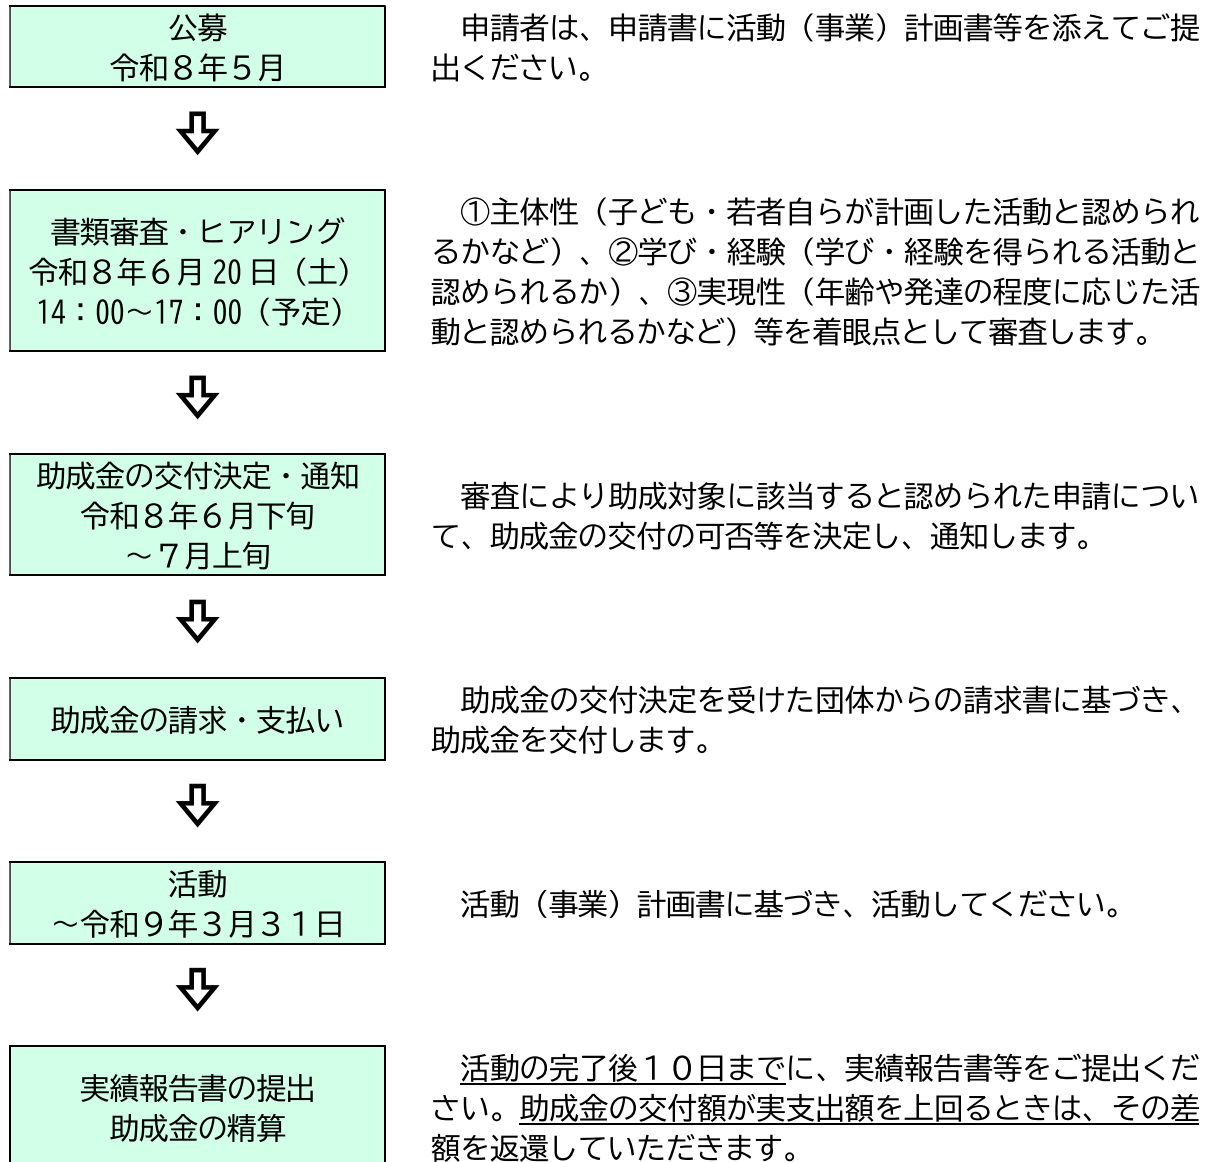 公募
令和８年５月
申請者は、申請書に活動（事業）計画書等を添えてご提
出ください。
書類審査・ヒアリング
令和８年６月 20 日（土）
14：00～17：00（予定）
①主体性（子ども・若者自らが計画した活動と認められ
るかなど）、②学び・経験（学び・経験を得られる活動と
認められるか）、③実現性（年齢や発達の程度に応じた活
動と認められるかなど）等を着眼点として審査します。
助成金の交付決定・通知
令和８年６月下旬
～７月上旬
審査により助成対象に該当すると認められた申請につい
て、助成金の交付の可否等を決定し、通知します。
助成金の請求・支払い
助成金の交付決定を受けた団体からの請求書に基づき、
助成金を交付します。
活動
～令和９年３月３１日
活動（事業）計画書に基づき、活動してください。
実績報告書の提出
助成金の精算
活動の完了後１０日までに、実績報告書等をご提出くだ
さい。助成金の交付額が実支出額を上回るときは、その差
額を返還していただきます。